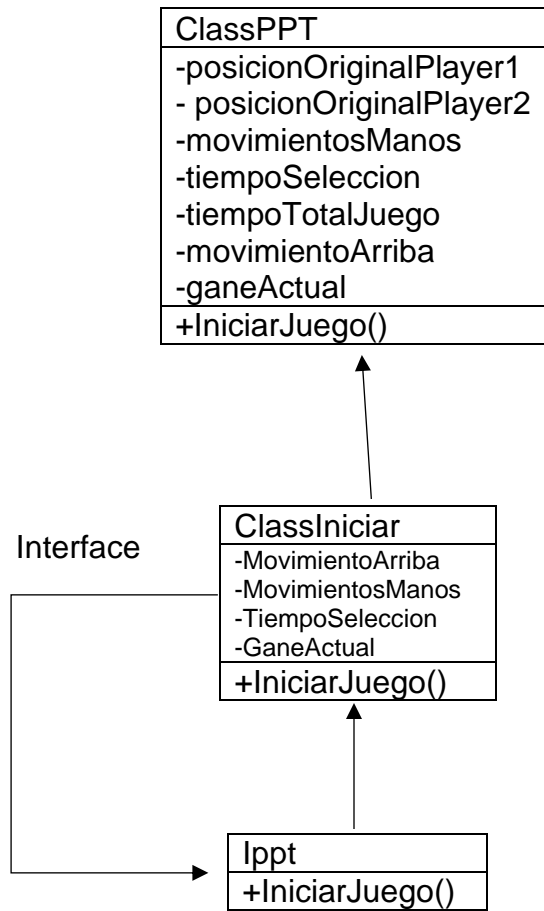 ClassPPT
-posicionOriginalPlayer1
- posicionOriginalPlayer2
-movimientosManos
-tiempoSeleccion
-tiempoTotalJuego
-movimientoArriba
-ganeActual
+IniciarJuego()
Interface
ClassIniciar
-MovimientoArriba
-MovimientosManos
-TiempoSeleccion
-GaneActual
+IniciarJuego()
Ippt
+IniciarJuego()